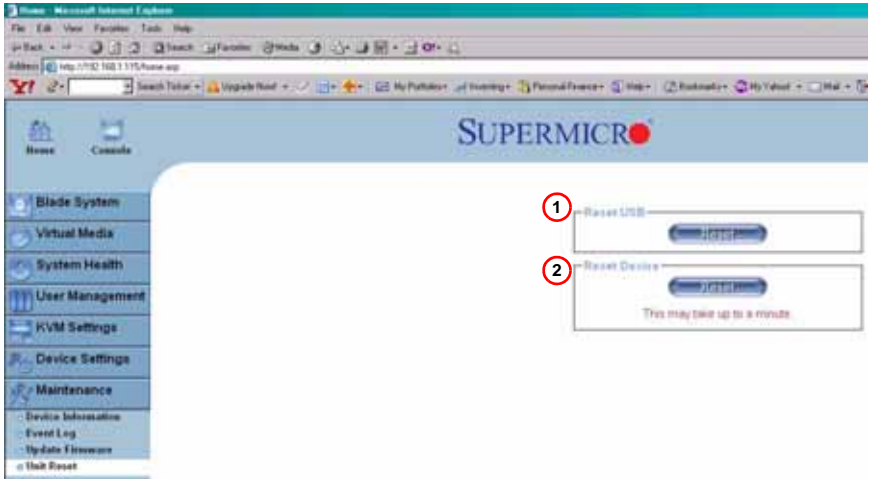 Home - Microsoft Internet Explorer
File Edit View Favorites Tools Help
Back Search Favorites Media
Address http://192.168.1.115/home.asp
Y! Search Ticker Upgrade Now! My Portfolios Investing Personal Finance Help Bookmarks My Yahoo! Mail
Home Console
SUPERMICRO
Blade System
Virtual Media
System Health
User Management
KVM Settings
Device Settings
Maintenance
Device Information
Event Log
Update Firmware
Unit Reset
1
Reset USB
Reset
2
Reset Device
Reset
This may take up to a minute.